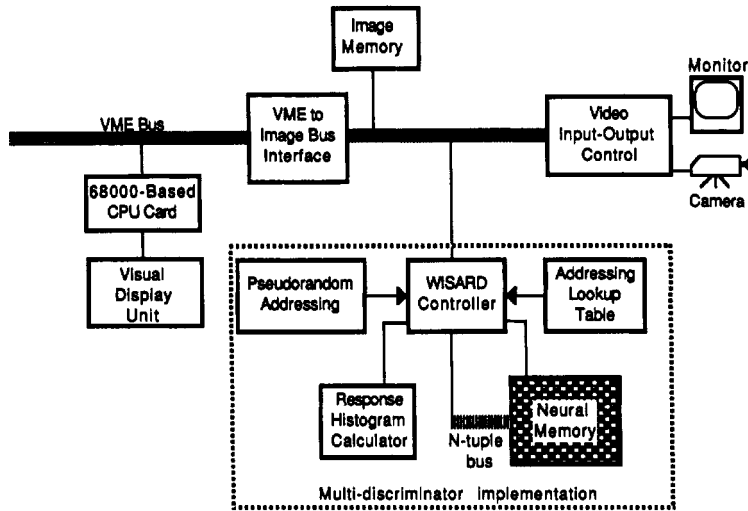 Image
Memory
Monitor
VME Bus
VME to
Image Bus
Interface
Video
Input-Output
Control
68000-Based
CPU Card
Camera
Visual
Display
Unit
Pseudorandom
Addressing
WISARD
Controller
Addressing
Lookup
Table
Response
Histogram
Calculator
N-tuple
bus
Neural
Memory
Multi-discriminator implementation